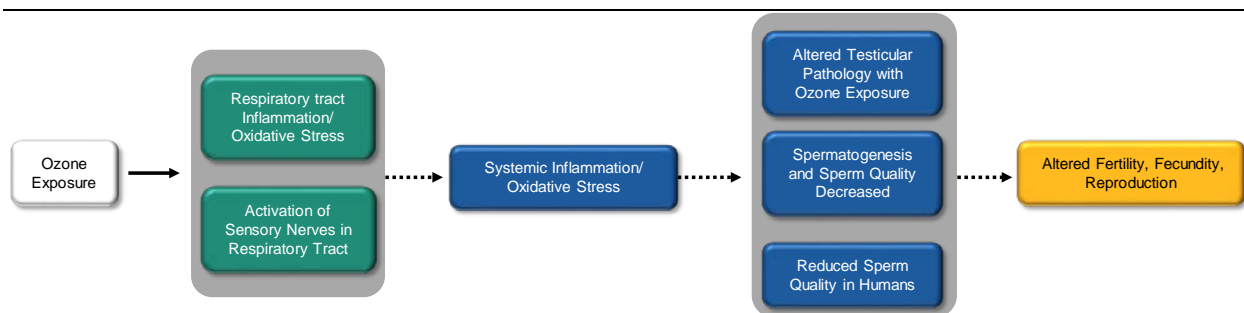 Ozone
Exposure
Respiratory tract
Inflammation/
Oxidative Stress
Activation of
Sensory Nerves in
Respiratory Tract
Systemic Inflammation/
Oxidative Stress
Altered Testicular
Pathology with
Ozone Exposure
Spermatogenesis
and Sperm Quality
Decreased
Reduced Sperm
Quality in Humans
Altered Fertility, Fecundity,
Reproduction